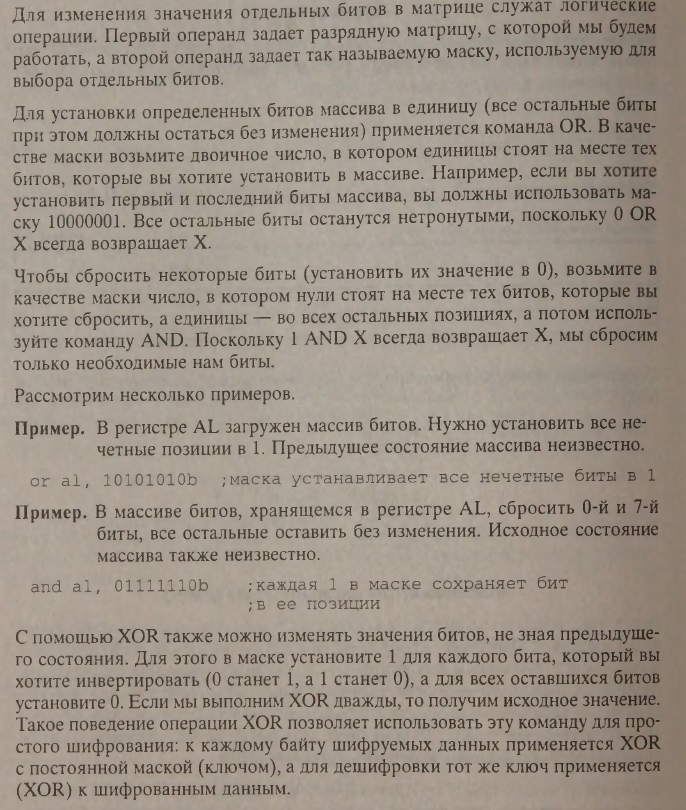 Для изменения значения отдельных битов в матрице служат логические
операции. Первый операнд задает разрядную матрицу, с которой мы будем
работать, а второй операнд задает так называемую маску, используемую для
выбора отдельных битов.
Для установки определенных битов массива в единицу (все остальные биты
при этом должны остаться без изменения) применяется команда OR. В каче-
стве маски возьмите двоичное число, в котором единицы стоят на месте тех
битов, которые вы хотите установить в массиве. Например, если вы хотите
установить первый и последний биты массива, вы должны использовать ма-
ску 10000001. Все остальные биты останутся нетронутыми, поскольку 0 OR
X всегда возвращает X.
Чтобы сбросить некоторые биты (установить их значение в 0), возьмите в
качестве маски число, в котором нули стоят на месте тех битов, которые вы
хотите сбросить, а единицы — во всех остальных позициях, а потом исполь-
зуйте команду AND. Поскольку 1 AND X всегда возвращает X, мы сбросим
только необходимые нам биты.
Рассмотрим несколько примеров.
Пример. В регистре AL загружен массив битов. Нужно установить все не-
четные позиции в 1. Предыдущее состояние массива неизвестно.
or al, 10101010b ;маска устанавливает все нечетные биты в 1
Пример. В массиве битов, хранящемся в регистре AL, сбросить 0-й и 7-й
биты, все остальные оставить без изменения. Исходное состояние
массива также неизвестно.
and al, 01111110b ;каждая 1 в маске сохраняет бит
;в ее позиции
С помощью XOR также можно изменять значения битов, не зная предыдуще-
го состояния. Для этого в маске установите 1 для каждого бита, который вы
хотите инвертировать (0 станет 1, а 1 станет 0), а для всех оставшихся битов
установите 0. Если мы выполним XOR дважды, то получим исходное значение.
Такое поведение операции XOR позволяет использовать эту команду для про-
стого шифрования: к каждому байту шифруемых данных применяется XOR
с постоянной маской (ключом), а для дешифровки тот же ключ применяется
(XOR) к шифрованным данным.